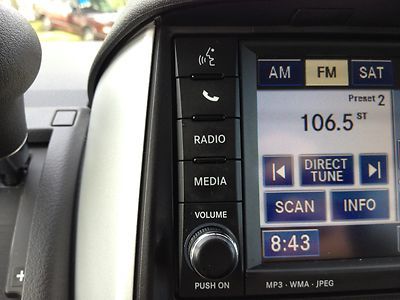 AM FM SAT
Preset 2
106.5 ST
RADIO
DIRECT
TUNE
MEDIA
SCAN INFO
VOLUME
8:43
PUSH ON
MP3 - WMA - JPEG
+